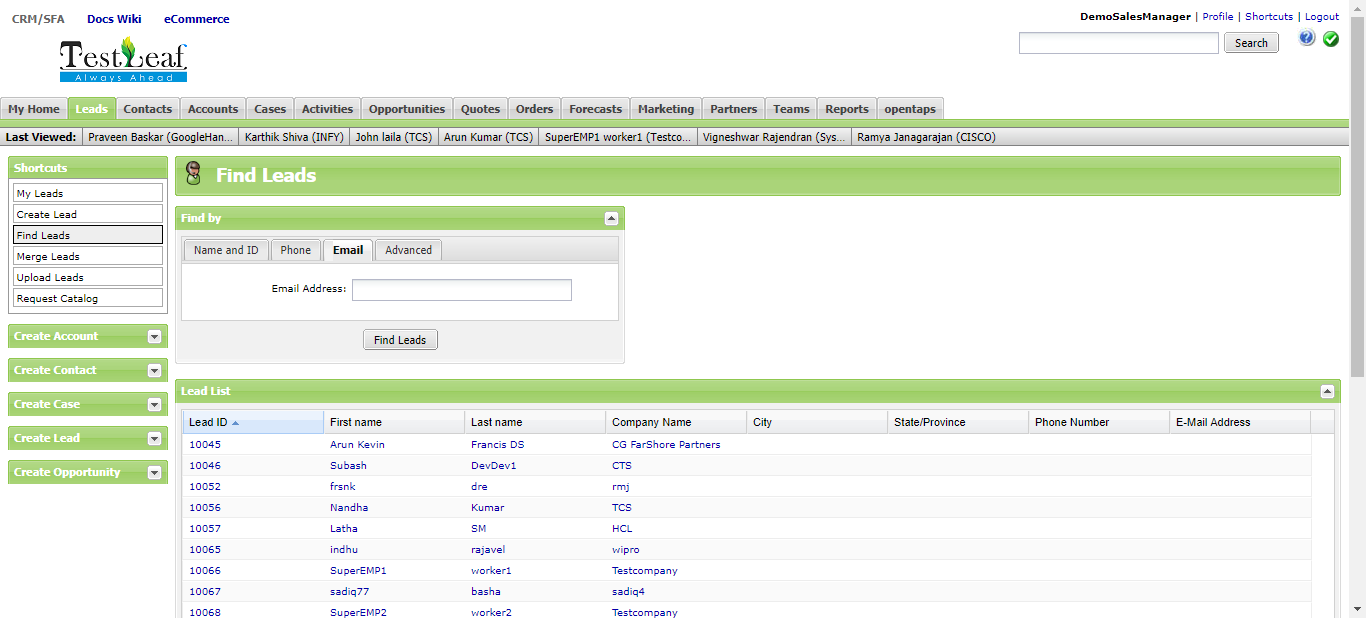 CRM/SFA Docs Wiki eCommerce
DemoSalesManager | Profile | Shortcuts | Logout
TestLeaf
Always Ahead
Search
My Home Leads Contacts Accounts Cases Activities Opportunities Quotes Orders Forecasts Marketing Partners Teams Reports opentaps
Last Viewed: Praveen Baskar (GoogleHan... Karthik Shiva (INFY) John laila (TCS) Arun Kumar (TCS) SuperEMP1 worker1 (Testco... Vigneshwar Rajendran (Sys... Ramya Janagarajan (CISCO)
Shortcuts
My Leads
Create Lead
Find Leads
Merge Leads
Upload Leads
Request Catalog
Create Account
Create Contact
Create Case
Create Lead
Create Opportunity
Find Leads
Find by
Name and ID Phone Email Advanced
Email Address:
Find Leads
Lead List
Lead ID First name Last name Company Name City State/Province Phone Number E-Mail Address
10045 Arun Kevin Francis DS CG FarShore Partners
10046 Subash DevDev1 CTS
10052 frsnk dre rmj
10056 Nandha Kumar TCS
10057 Latha SM HCL
10065 indhu rajavel wipro
10066 SuperEMP1 worker1 Testcompany
10067 sadiq77 basha sadiq4
10068 SuperEMP2 worker2 Testcompany